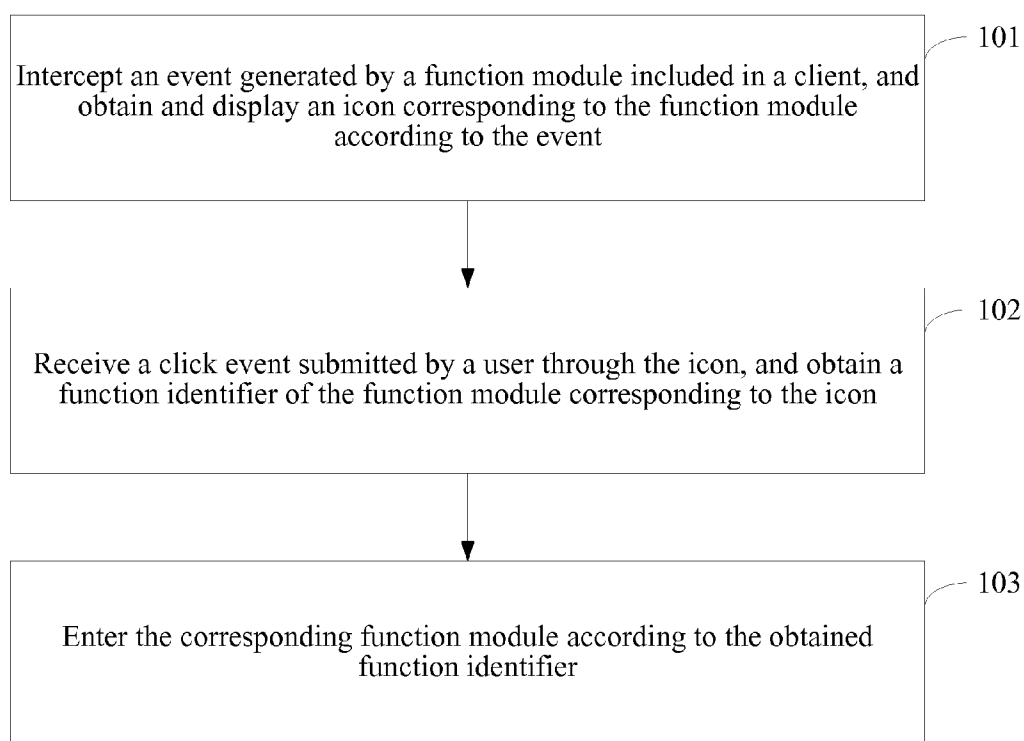 101
Intercept an event generated by a function module included in a client, and
obtain and display an icon corresponding to the function module
according to the event
102
Receive a click event submitted by a user through the icon, and obtain a
function identifier of the function module corresponding to the icon
103
Enter the corresponding function module according to the obtained
function identifier